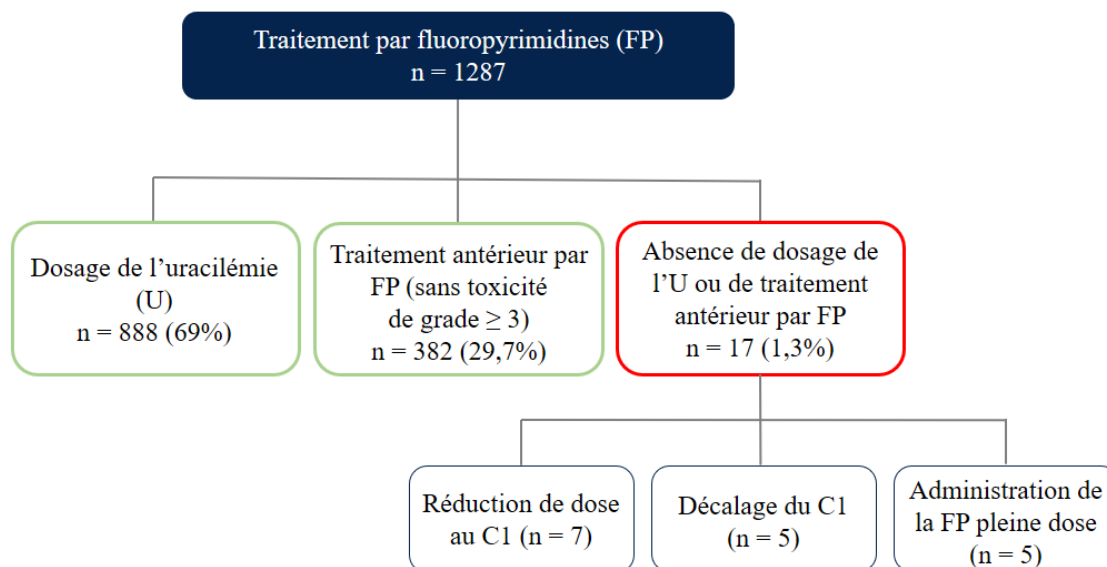 Traitement par fluoropyrimidines (FP)
n = 1287
Dosage de l’uracilémie
(U)
n = 888 (69%)
Traitement antérieur par
FP (sans toxicité
de grade ≥ 3)
n = 382 (29,7%)
Absence de dosage de
l’U ou de traitement
antérieur par FP
n = 17 (1,3%)
Réduction de dose
au C1 (n = 7)
Décalage du C1
(n = 5)
Administration de
la FP pleine dose
(n = 5)